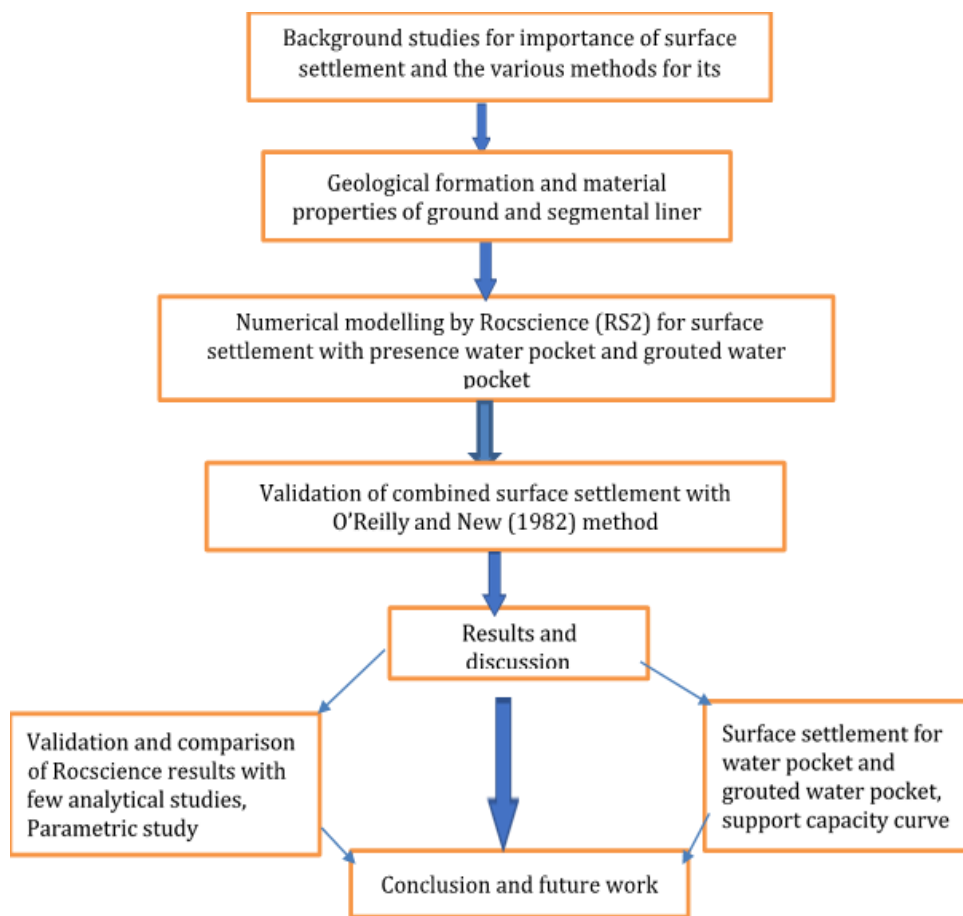 Background studies for importance of surface
settlement and the various methods for its
Geological formation and material
properties of ground and segmental liner
Numerical modelling by Rocscience (RS2) for surface
settlement with presence water pocket and grouted water
pocket
Validation of combined surface settlement with
O’Reilly and New (1982) method
Results and
discussion
Validation and comparison
of Rocscience results with
few analytical studies,
Parametric study
Surface settlement for
water pocket and
grouted water pocket,
support capacity curve
Conclusion and future work